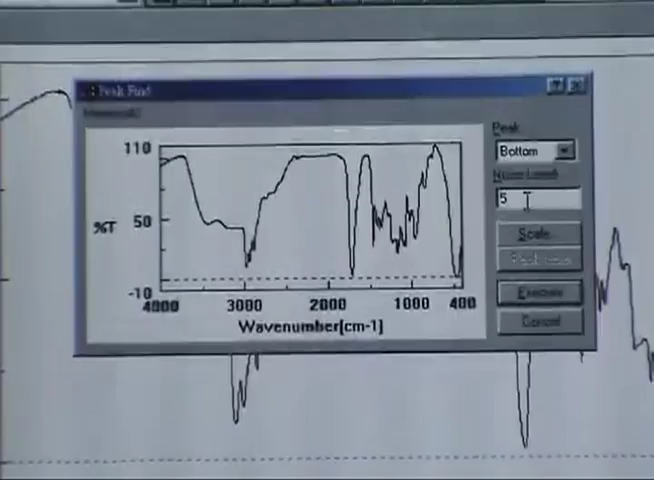 Peak Find
Peak
Bottom
Noise Level
5
Scale...
Execute
Cancel
110
%T
50
-10
4000
3000
2000
1000
400
Wavenumber[cm-1]